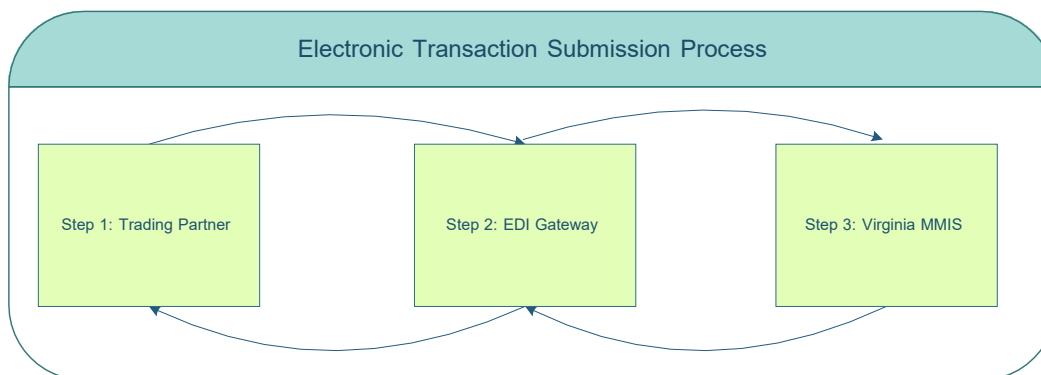 Electronic Transaction Submission Process
Step 1: Trading Partner
Step 2: EDI Gateway
Step 3: Virginia MMIS